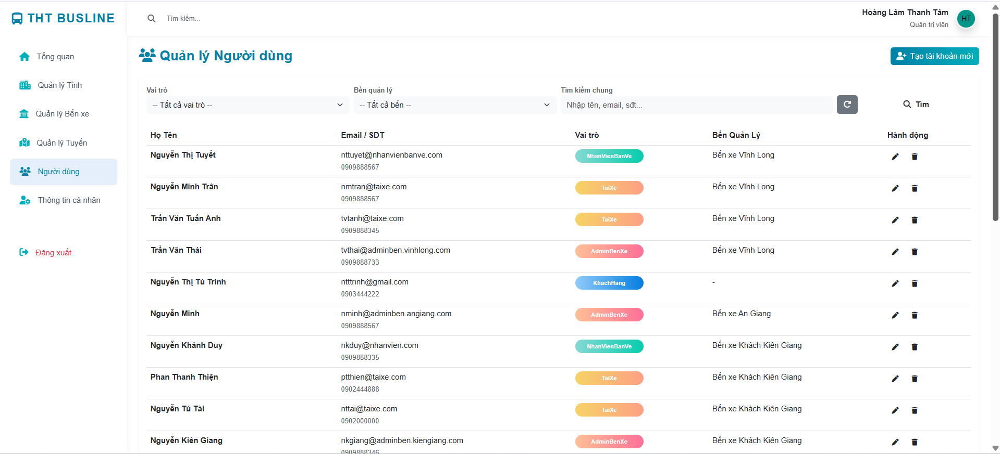 THT BUSLINE
Tìm kiếm...
Hoàng Lâm Thanh Tâm
Quản trị viên
HT
Tổng quan
Quản lý Tỉnh
Quản lý Bến xe
Quản lý Tuyến
Người dùng
Thông tin cá nhân
Đăng xuất
Quản lý Người dùng
Tạo tài khoản mới
Vai trò
Bến quản lý
Tìm kiếm chung
-- Tất cả vai trò --
-- Tất cả bến --
Nhập tên, email, sđt...
Tìm
Họ Tên Email / SĐT Vai trò Bến Quản Lý Hành động
Nguyễn Thị Tuyết nttuyet@nhanvienbanve.com NhanVienBanVe Bến xe Vĩnh Long
0909888567
Nguyễn Minh Trân nmtran@taixe.com TaiXe Bến xe Vĩnh Long
0909888567
Trần Văn Tuấn Anh tvtanh@taixe.com TaiXe Bến xe Vĩnh Long
0909888345
Trần Văn Thái tvthai@adminben.vinhlong.com AdminBenXe Bến xe Vĩnh Long
0909888733
Nguyễn Thị Tú Trinh ntttrinh@gmail.com KhachHang -
0903444222
Nguyễn Minh nminh@adminben.angiang.com AdminBenXe Bến xe An Giang
0909888567
Nguyễn Khánh Duy nkduy@nhanvien.com NhanVienBanVe Bến xe Khách Kiên Giang
0909888335
Phan Thanh Thiện ptthien@taixe.com TaiXe Bến xe Khách Kiên Giang
0902444888
Nguyễn Tú Tài nttai@taixe.com TaiXe Bến xe Khách Kiên Giang
0902000000
Nguyễn Kiên Giang nkgiang@adminben.kiengiang.com AdminBenXe Bến xe Khách Kiên Giang
0909888346